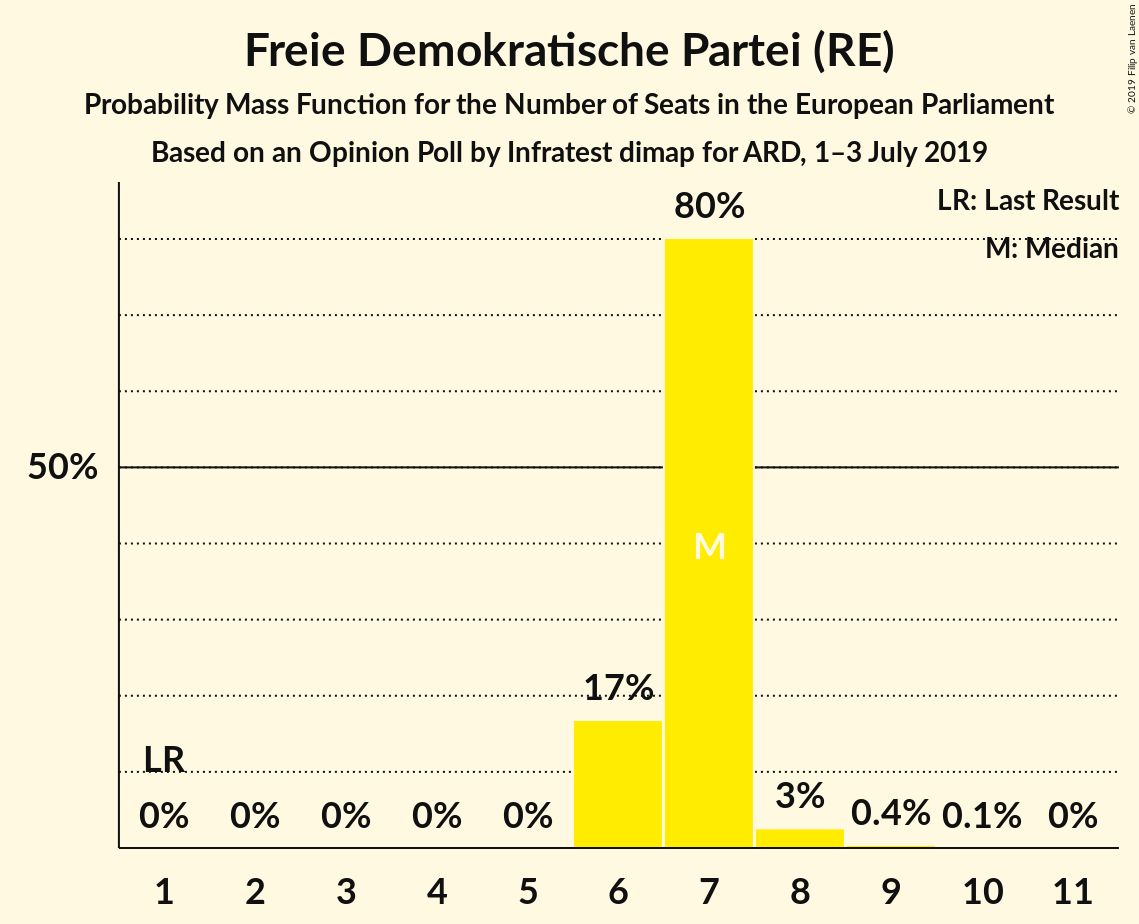 Freie Demokratische Partei (RE)
Probability Mass Function for the Number of Seats in the European Parliament
Based on an Opinion Poll by Infratest dimap for ARD, 1–3 July 2019
© 2019 Filip van Laenen
LR: Last Result
M: Median
80%
50%
M
17%
LR
0% 0% 0% 0% 0% 3% 0.4% 0.1% 0%
1 2 3 4 5 6 7 8 9 10 11